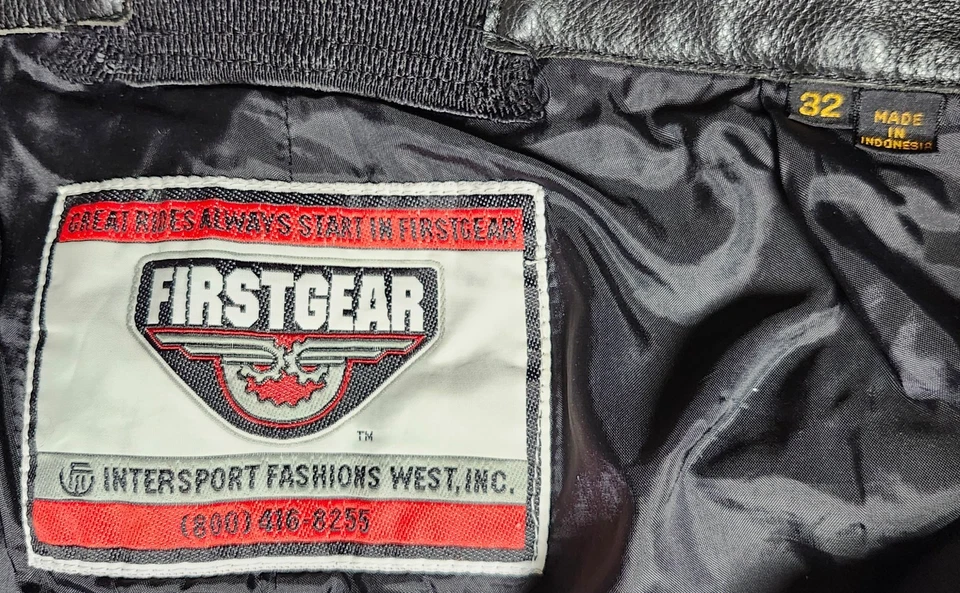 32
MADE
IN
INDONESIA
GREAT RIDES ALWAYS START IN FIRSTGEAR
FIRSTGEAR
TM
INTERSPORT FASHIONS WEST, INC.
(800) 416-8255